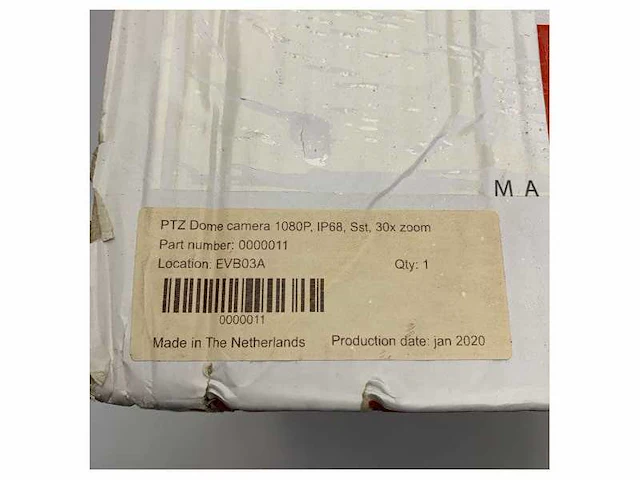 M A
PTZ Dome camera 1080P, IP68, Sst, 30x zoom
Part number: 0000011
Location: EVB03A Qty: 1
0000011
Made in The Netherlands Production date: jan 2020